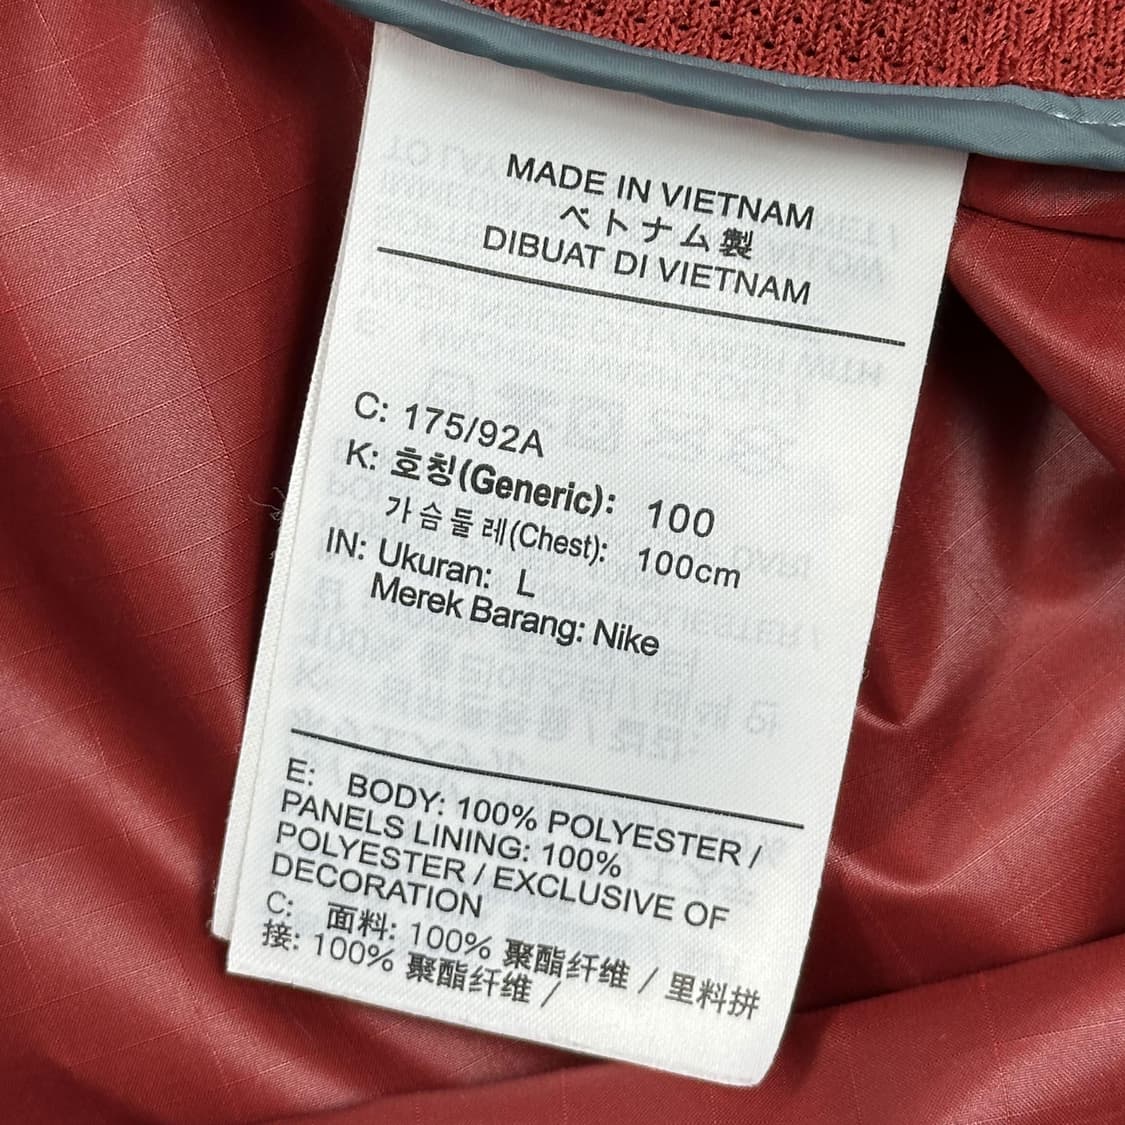 MADE IN VIETNAM
ベトナム製
DIBUAT DI VIETNAM
C: 175/92A
K: 호칭(Generic): 100
가슴둘레(Chest): 100cm
IN: Ukuran: L
Merek Barang: Nike
E: BODY: 100% POLYESTER /
PANELS LINING: 100%
POLYESTER / EXCLUSIVE OF
DECORATION
C: 面料: 100% 聚酯纤维 / 里料拼
接: 100% 聚酯纤维 /